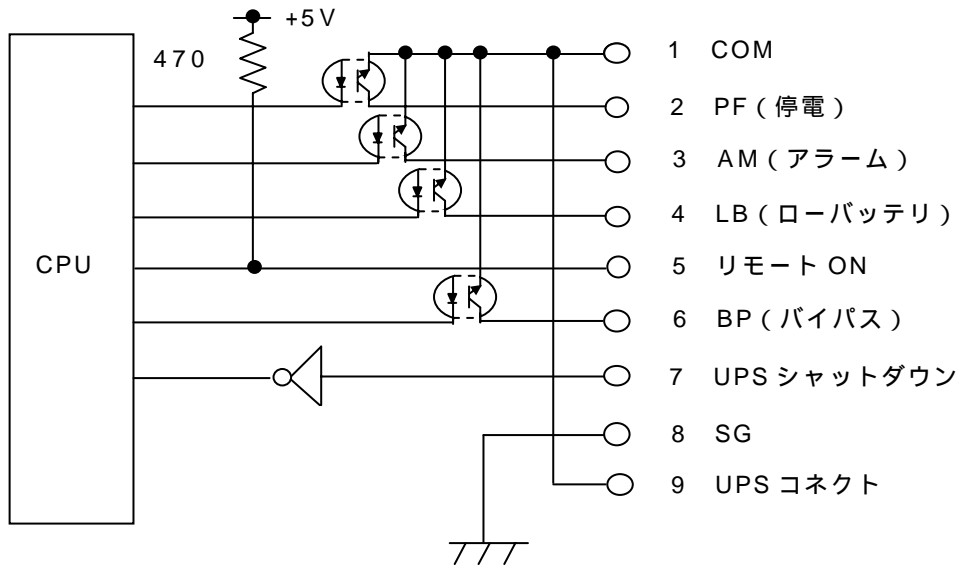 +5V
470
CPU
1 COM
2 PF(停電)
3 AM(アラーム)
4 LB(ローバッテリ)
5 リモート ON
6 BP(バイパス)
7 UPS シャットダウン
8 SG
9 UPS コネクト